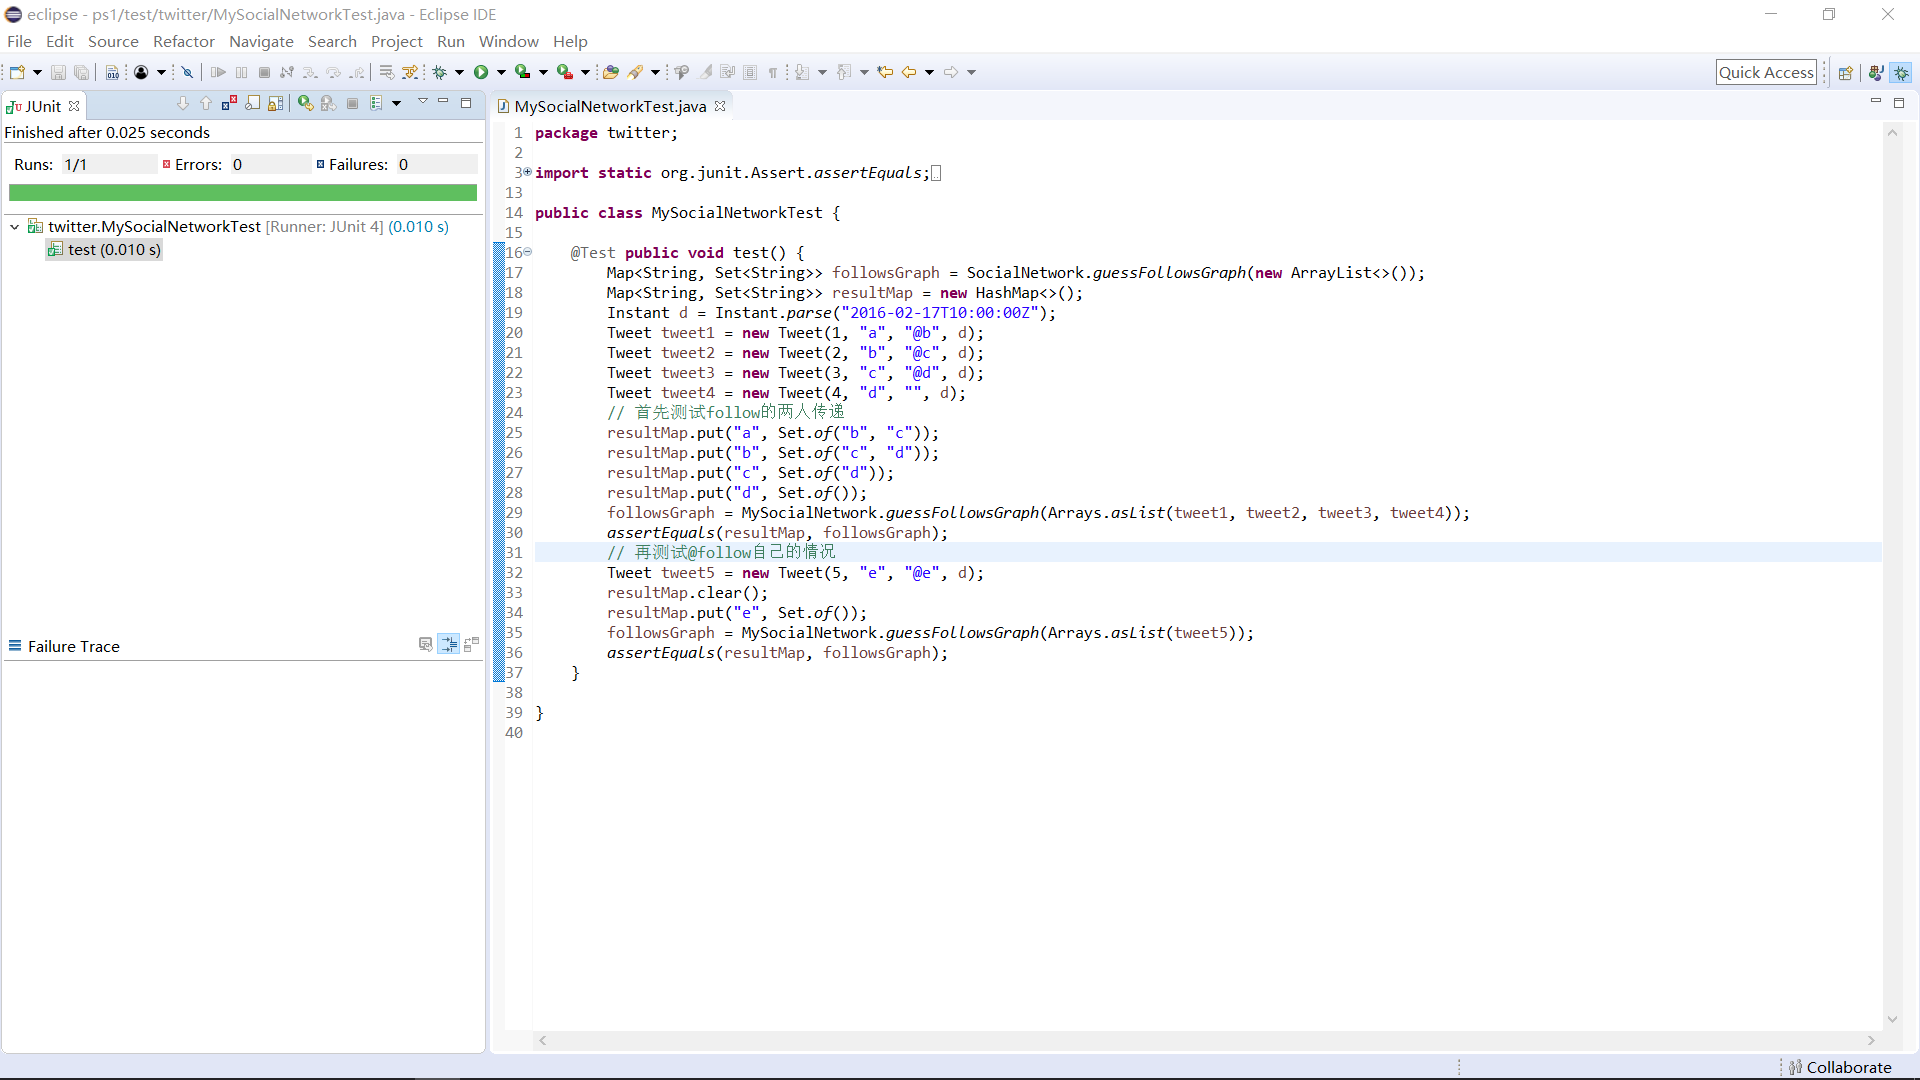 eclipse - ps1/test/twitter/MySocialNetworkTest.java - Eclipse IDE
File Edit Source Refactor Navigate Search Project Run Window Help
Quick Access
JUnit
Finished after 0.025 seconds
Runs: 1/1 Errors: 0 Failures: 0
twitter.MySocialNetworkTest [Runner: JUnit 4] (0.010 s)
test (0.010 s)
Failure Trace
MySocialNetworkTest.java
1 package twitter;
2
3 import static org.junit.Assert.assertEquals;
13
14 public class MySocialNetworkTest {
15
16 @Test public void test() {
17 Map<String, Set<String>> followsGraph = SocialNetwork.guessFollowsGraph(new ArrayList<>());
18 Map<String, Set<String>> resultMap = new HashMap<>();
19 Instant d = Instant.parse("2016-02-17T10:00:00Z");
20 Tweet tweet1 = new Tweet(1, "a", "@b", d);
21 Tweet tweet2 = new Tweet(2, "b", "@c", d);
22 Tweet tweet3 = new Tweet(3, "c", "@d", d);
23 Tweet tweet4 = new Tweet(4, "d", "", d);
24 // 首先测试follow的两人传递
25 resultMap.put("a", Set.of("b", "c"));
26 resultMap.put("b", Set.of("c", "d"));
27 resultMap.put("c", Set.of("d"));
28 resultMap.put("d", Set.of());
29 followsGraph = MySocialNetwork.guessFollowsGraph(Arrays.asList(tweet1, tweet2, tweet3, tweet4));
30 assertEquals(resultMap, followsGraph);
31 // 再测试@follow自己的情况
32 Tweet tweet5 = new Tweet(5, "e", "@e", d);
33 resultMap.clear();
34 resultMap.put("e", Set.of());
35 followsGraph = MySocialNetwork.guessFollowsGraph(Arrays.asList(tweet5));
36 assertEquals(resultMap, followsGraph);
37 }
38
39 }
40
Collaborate